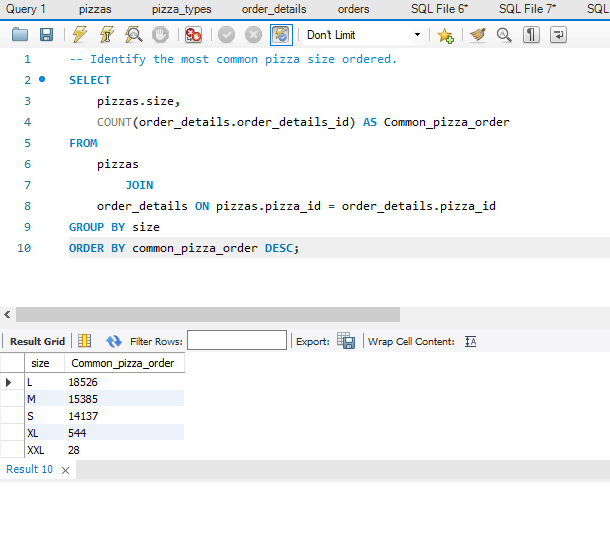 Query 1 pizzas pizza_types order_details orders SQL File 6* SQL File 7* SQL
Don't Limit
1 -- Identify the most common pizza size ordered.
2 SELECT
3 pizzas.size,
4 COUNT(order_details.order_details_id) AS Common_pizza_order
5 FROM
6 pizzas
7 JOIN
8 order_details ON pizzas.pizza_id = order_details.pizza_id
9 GROUP BY size
10 ORDER BY common_pizza_order DESC;
Result Grid Filter Rows: Export: Wrap Cell Content: IA
size Common_pizza_order
L 18526
M 15385
S 14137
XL 544
XXL 28
Result 10